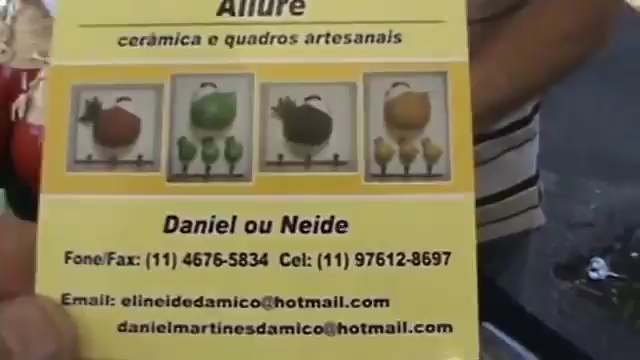 Allure
cerâmica e quadros artesanais
Daniel ou Neide
Fone/Fax: (11) 4676-5834 Cel: (11) 97612-8697
Email: elineidedamico@hotmail.com
danielmartinesdamico@hotmail.com